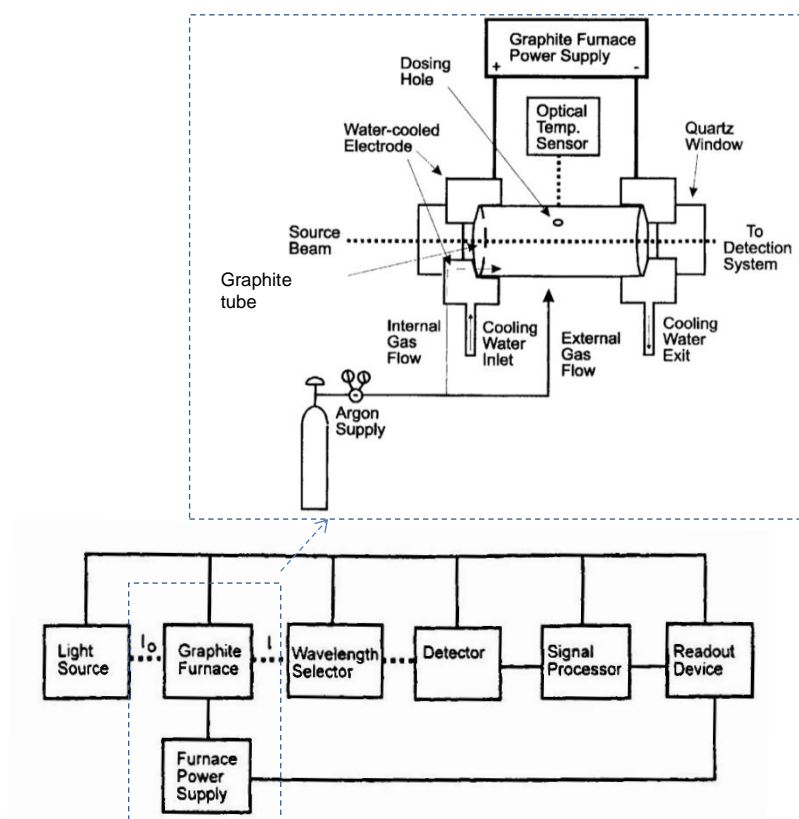 Graphite Furnace
Power Supply
+
-
Dosing
Hole
Optical
Temp.
Sensor
Water-cooled
Electrode
Quartz
Window
Source
Beam
To
Detection
System
Graphite
tube
Internal
Gas
Flow
Cooling
Water
Inlet
External
Gas
Flow
Cooling
Water
Exit
Argon
Supply
Light
Source
Io
Graphite
Furnace
I
Wavelength
Selector
Detector
Signal
Processor
Readout
Device
Furnace
Power
Supply